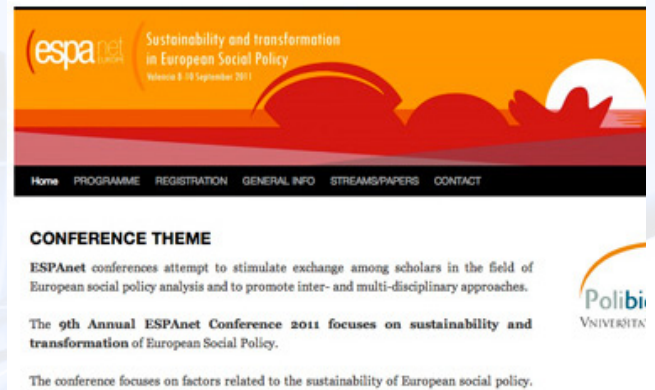 espanet
EUROPE
Sustainability and transformation
in European Social Policy
Valencia 8-10 September 2011
Home PROGRAMME REGISTRATION GENERAL INFO STREAMS/PAPERS CONTACT
CONFERENCE THEME
ESPAnet conferences attempt to stimulate exchange among scholars in the field of
European social policy analysis and to promote inter- and multi-disciplinary approaches.
Polibi
VNIVERSITA
The 9th Annual ESPAnet Conference 2011 focuses on sustainability and
transformation of European Social Policy.
The conference focuses on factors related to the sustainability of European social policy.